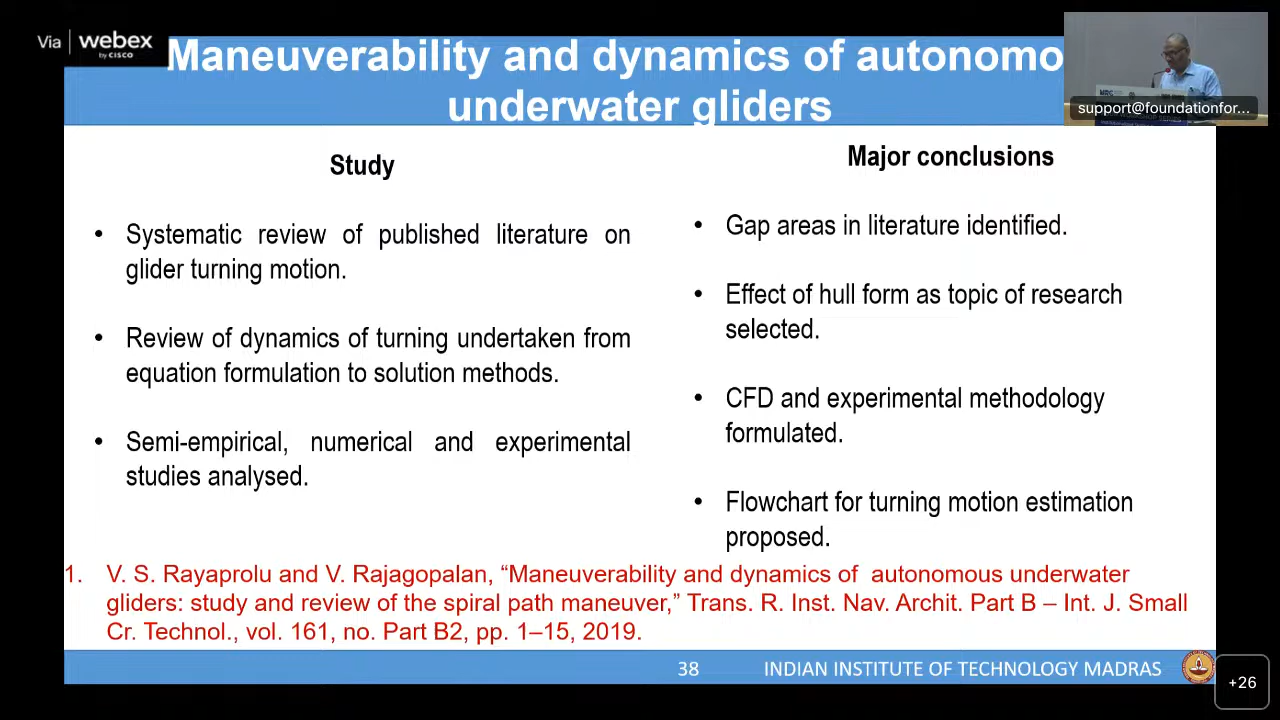 Via webex
by CISCO
Maneuverability and dynamics of autonomo
underwater gliders
support@foundationfor...
MRC
Study
• Systematic review of published literature on
glider turning motion.
• Review of dynamics of turning undertaken from
equation formulation to solution methods.
• Semi-empirical, numerical and experimental
studies analysed.
Major conclusions
• Gap areas in literature identified.
• Effect of hull form as topic of research
selected.
• CFD and experimental methodology
formulated.
• Flowchart for turning motion estimation
proposed.
1. V. S. Rayaprolu and V. Rajagopalan, “Maneuverability and dynamics of autonomous underwater
gliders: study and review of the spiral path maneuver,” Trans. R. Inst. Nav. Archit. Part B – Int. J. Small
Cr. Technol., vol. 161, no. Part B2, pp. 1–15, 2019.
38 INDIAN INSTITUTE OF TECHNOLOGY MADRAS
+26